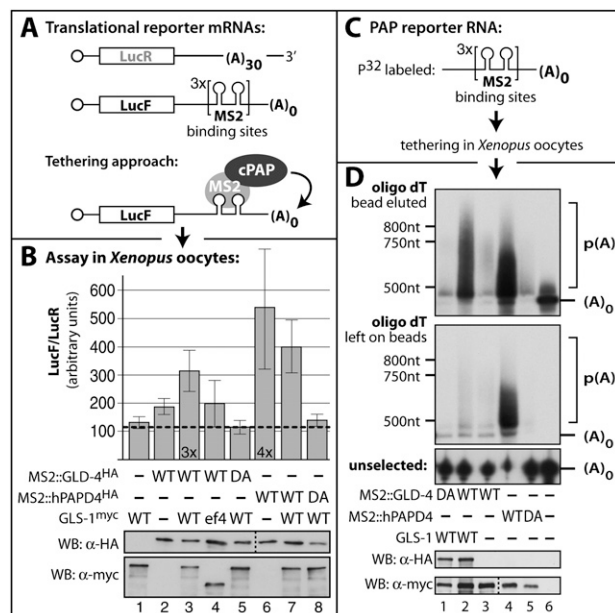 A Translational reporter mRNAs:
LucR (A)30 3′
3x
LucF MS2 (A)0
binding sites
Tethering approach:
cPAP
MS2
LucF (A)0
B Assay in Xenopus oocytes:
LucF/LucR
(arbitrary units)
600
500
400
300
200
100
3x 4x
MS2::GLD-4HA – WT WT WT DA – – –
MS2::hPAPD4HA – – – – – WT WT DA
GLS-1myc WT – WT ef4 WT – WT WT
WB: α-HA
WB: α-myc
1 2 3 4 5 6 7 8
C PAP reporter RNA:
3x
P32 labeled: MS2 (A)0
binding sites
tethering in Xenopus oocytes
D oligo dT
bead eluted
800nt
750nt
500nt
p(A)
(A)0
oligo dT
left on beads
800nt
750nt
500nt
p(A)
(A)0
unselected: (A)0
MS2::GLD-4 DA WT WT – – –
MS2::hPAPD4 – – – WT DA –
GLS-1 WT WT – – – –
WB: α-HA
WB: α-myc
1 2 3 4 5 6